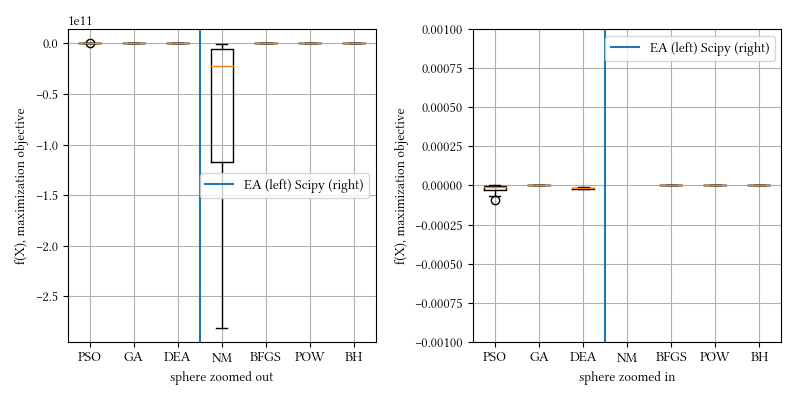 1e11
0.0
−0.5
−1.0
−1.5
−2.0
−2.5
f(X), maximization objective
EA (left) Scipy (right)
PSO GA DEA NM BFGS POW BH
sphere zoomed out
0.00100
0.00075
0.00050
0.00025
0.00000
−0.00025
−0.00050
−0.00075
−0.00100
f(X), maximization objective
EA (left) Scipy (right)
PSO GA DEA NM BFGS POW BH
sphere zoomed in